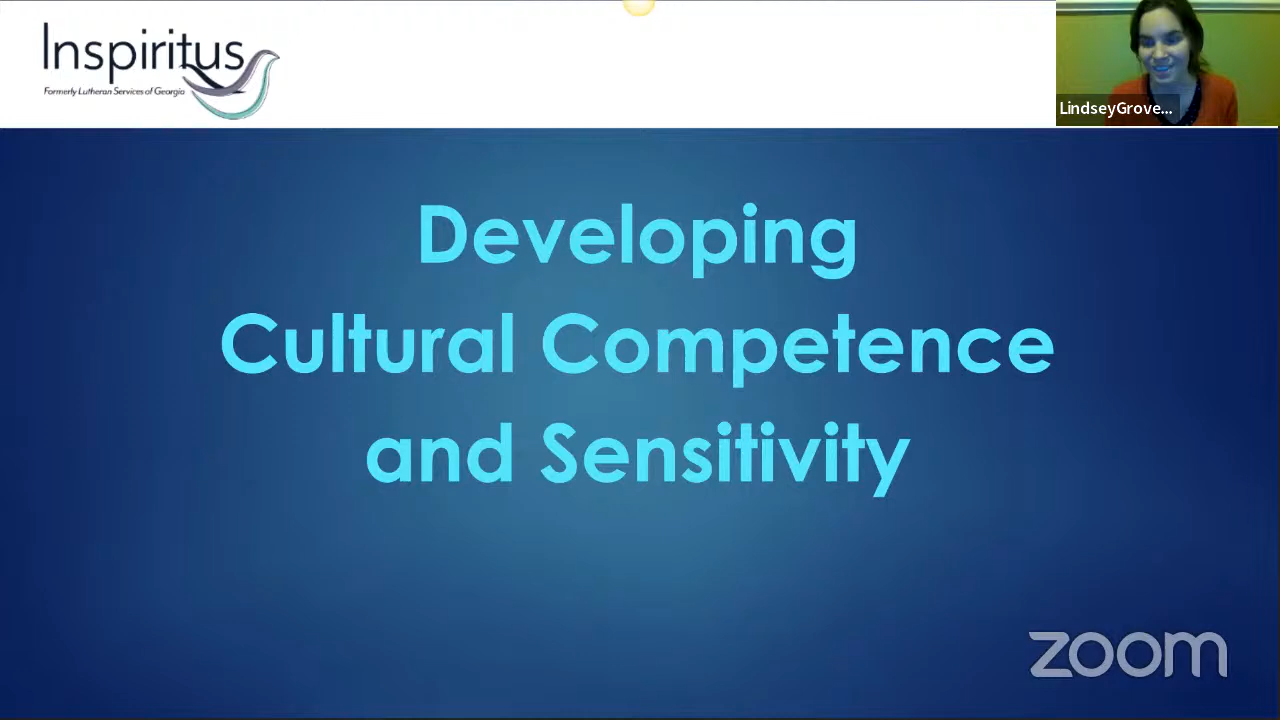 Inspiritus
Formerly Lutheran Services of Georgia
LindseyGrove...
Developing
Cultural Competence
and Sensitivity
zoom